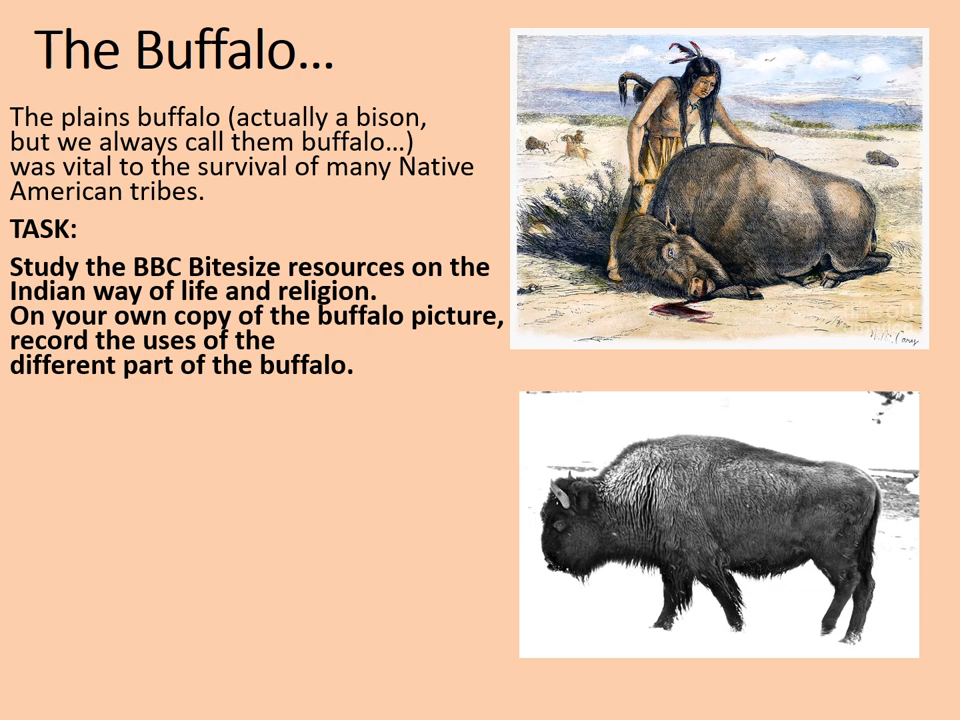 The Buffalo…
The plains buffalo (actually a bison,
but we always call them buffalo…)
was vital to the survival of many Native
American tribes.
TASK:
Study the BBC Bitesize resources on the
Indian way of life and religion.
On your own copy of the buffalo picture,
record the uses of the
different part of the buffalo.